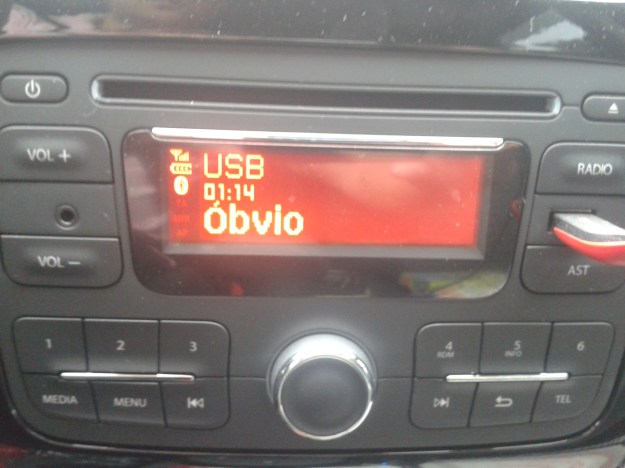 USB
01:14
Óbvio
VOL +
VOL –
RADIO
AST
1 2 3
MEDIA MENU
4 5 6
RDM INFO
TEL